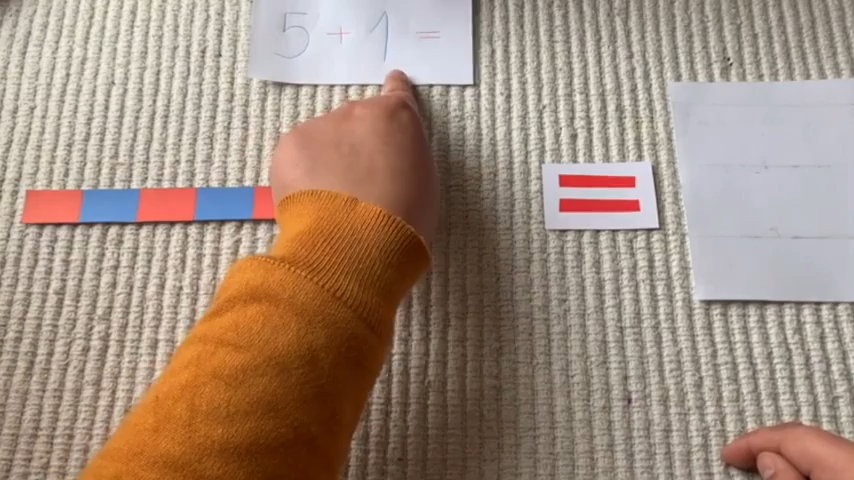 5 + 1 =
=